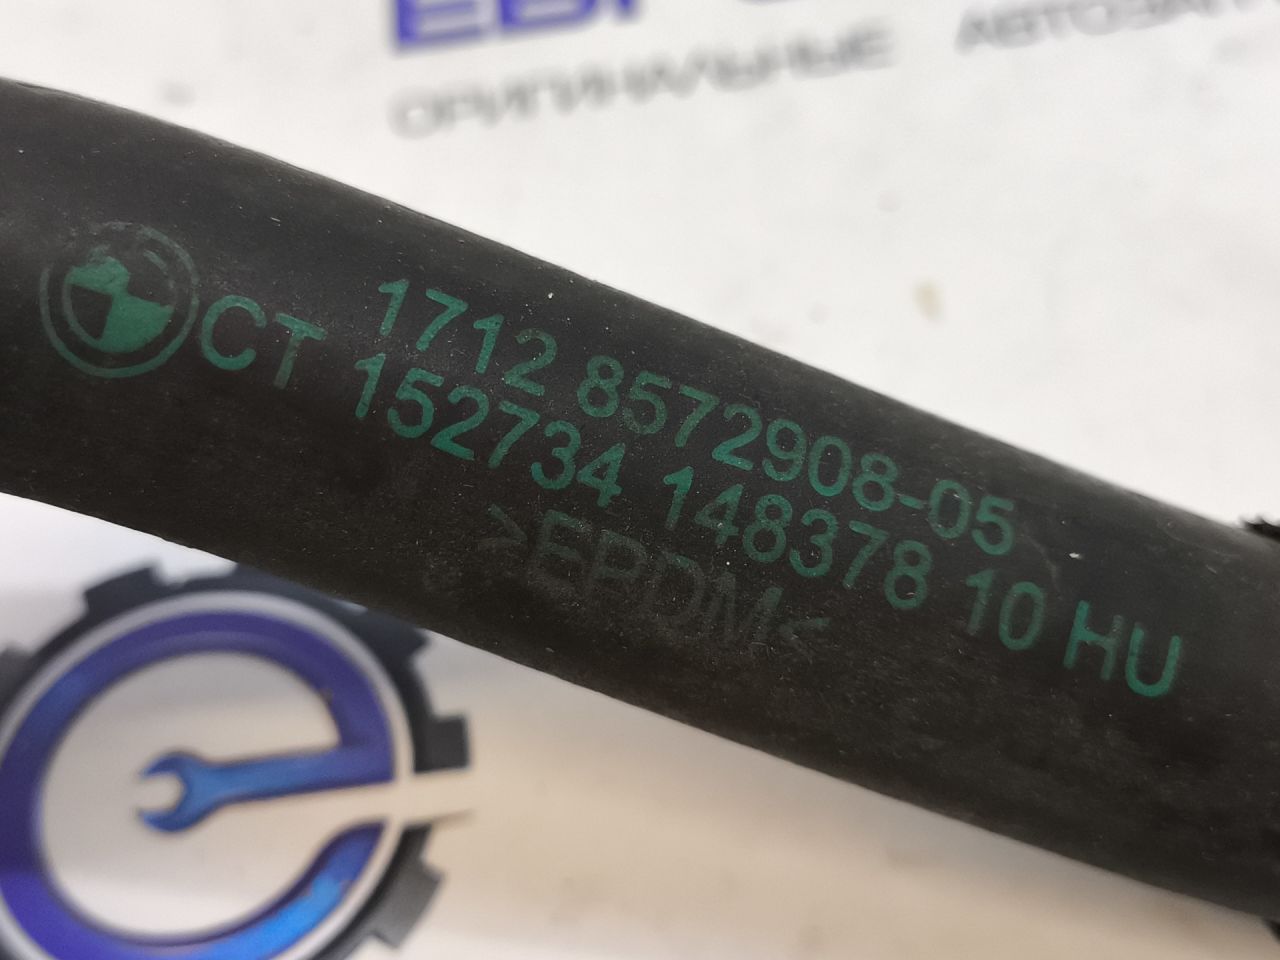 ОРИГИНАЛЬНЫЕ
CT 1712 8572908-05
152734 148378 10 HU
>EPDM<